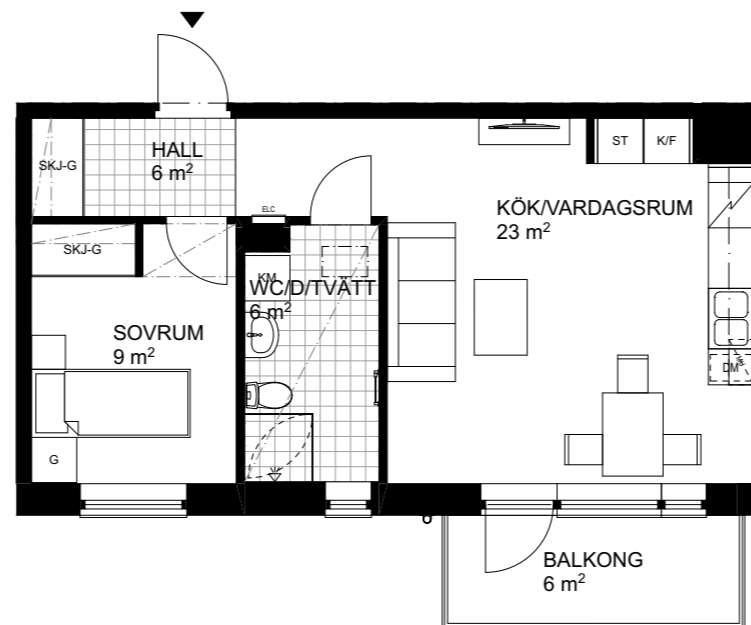 HALL
6 m²
SKJ-G
ST
K/F
ELC
KÖK/VARDAGSRUM
23 m²
SKJ-G
KM
WC/D/TVÄTT
6 m²
SOVRUM
9 m²
DM
G
BALKONG
6 m²